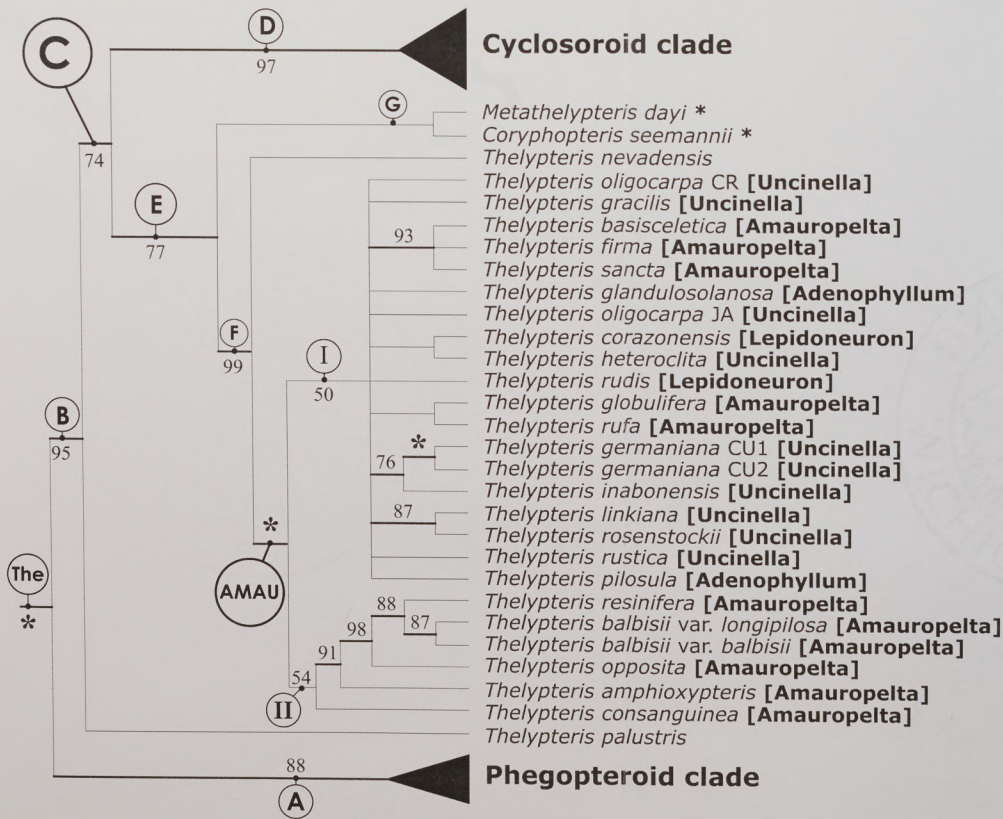 D
97
Cyclosoroid clade
C
74
G
Metathelypteris dayi *
Coryphopteris seemannii *
Thelypteris nevadensis
Thelypteris oligocarpa CR [Uncinella]
E
77
Thelypteris gracilis [Uncinella]
93
Thelypteris basisceletica [Amauropelta]
Thelypteris firma [Amauropelta]
Thelypteris sancta [Amauropelta]
Thelypteris glandulosolanosa [Adenophyllum]
Thelypteris oligocarpa JA [Uncinella]
F
99
Thelypteris corazonensis [Lepidoneuron]
Thelypteris heteroclita [Uncinella]
I
50
Thelypteris rudis [Lepidoneuron]
Thelypteris globulifera [Amauropelta]
Thelypteris rufa [Amauropelta]
B
95
*
76
Thelypteris germaniana CU1 [Uncinella]
Thelypteris germaniana CU2 [Uncinella]
Thelypteris inabonensis [Uncinella]
87
Thelypteris linkiana [Uncinella]
Thelypteris rosenstockii [Uncinella]
*
Thelypteris rustica [Uncinella]
Thelypteris pilosula [Adenophyllum]
The
*
AMAU
88
Thelypteris resinifera [Amauropelta]
87
Thelypteris balbisii var. longipilosa [Amauropelta]
98
Thelypteris balbisii var. balbisii [Amauropelta]
91
Thelypteris opposita [Amauropelta]
54
Thelypteris amphioxypteris [Amauropelta]
II
Thelypteris consanguinea [Amauropelta]
Thelypteris palustris
88
A
Phegopteroid clade